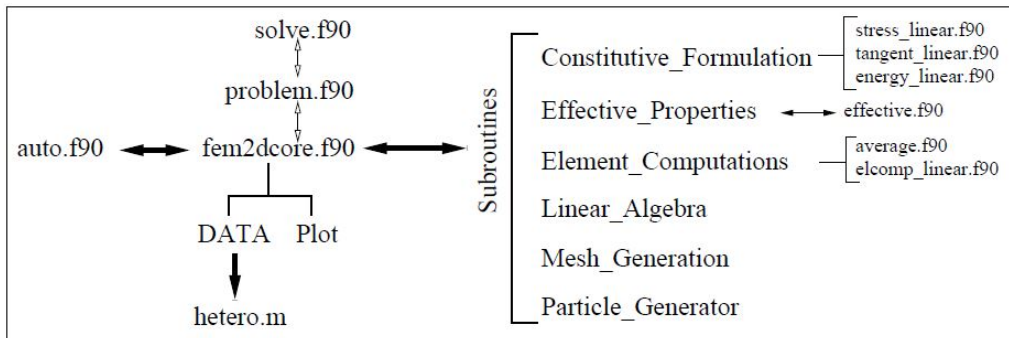 solve.f90
problem.f90
auto.f90 fem2dcore.f90
DATA Plot
hetero.m
Subroutines
Constitutive_Formulation
stress_linear.f90
tangent_linear.f90
energy_linear.f90
Effective_Properties effective.f90
Element_Computations
average.f90
elcomp_linear.f90
Linear_Algebra
Mesh_Generation
Particle_Generator